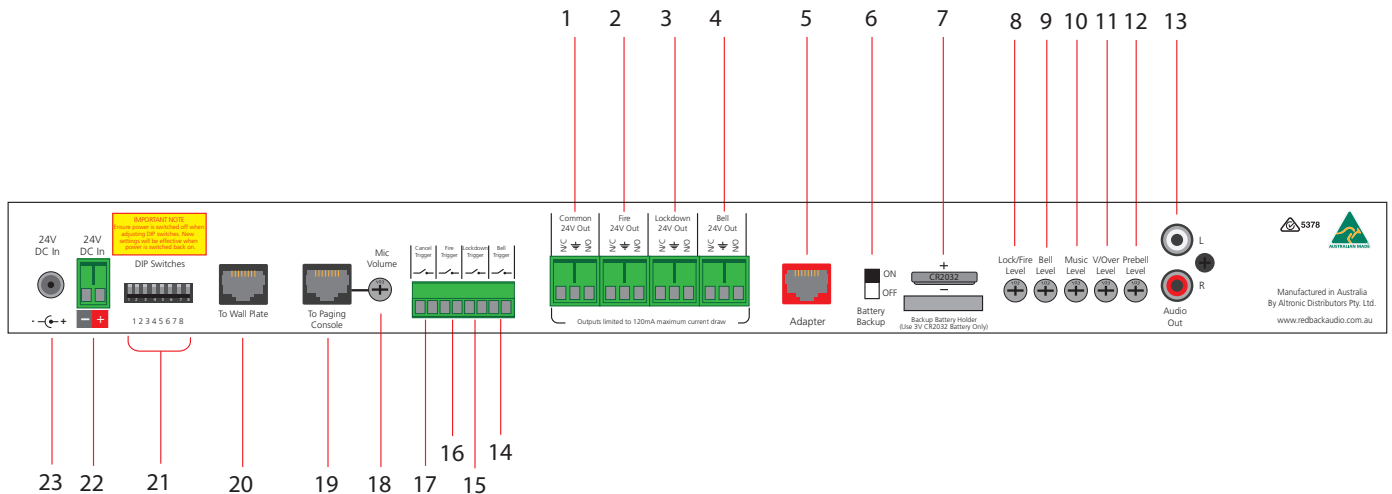 1 2 3 4 5 6 7 8 9 10 11 12 13
24V
DC In
24V
DC In
IMPORTANT NOTE
Ensure power is switched off when
adjusting DIP switches. New
settings will be effective when
power is switched back on.
DIP Switches
1 2 3 4 5 6 7 8
- +
− +
To Wall Plate
To Paging
Console
Mic
Volume
Cancel
Trigger
Fire
Trigger
Lockdown
Trigger
Bell
Trigger
Common
24V Out
N/C N/O
Fire
24V Out
N/C N/O
Lockdown
24V Out
N/C N/O
Bell
24V Out
N/C N/O
Outputs limited to 120mA maximum current draw
Adapter
ON
OFF
Battery
Backup
+
CR2032
−
Backup Battery Holder
(Use 3V CR2032 Battery Only)
Lock/Fire
Level
Bell
Level
Music
Level
V/Over
Level
Prebell
Level
L
R
Audio
Out
5378
AUSTRALIAN MADE
Manufactured in Australia
By Altronic Distributors Pty. Ltd.
www.redbackaudio.com.au
23 22 21 20 19 18 17 16 15 14